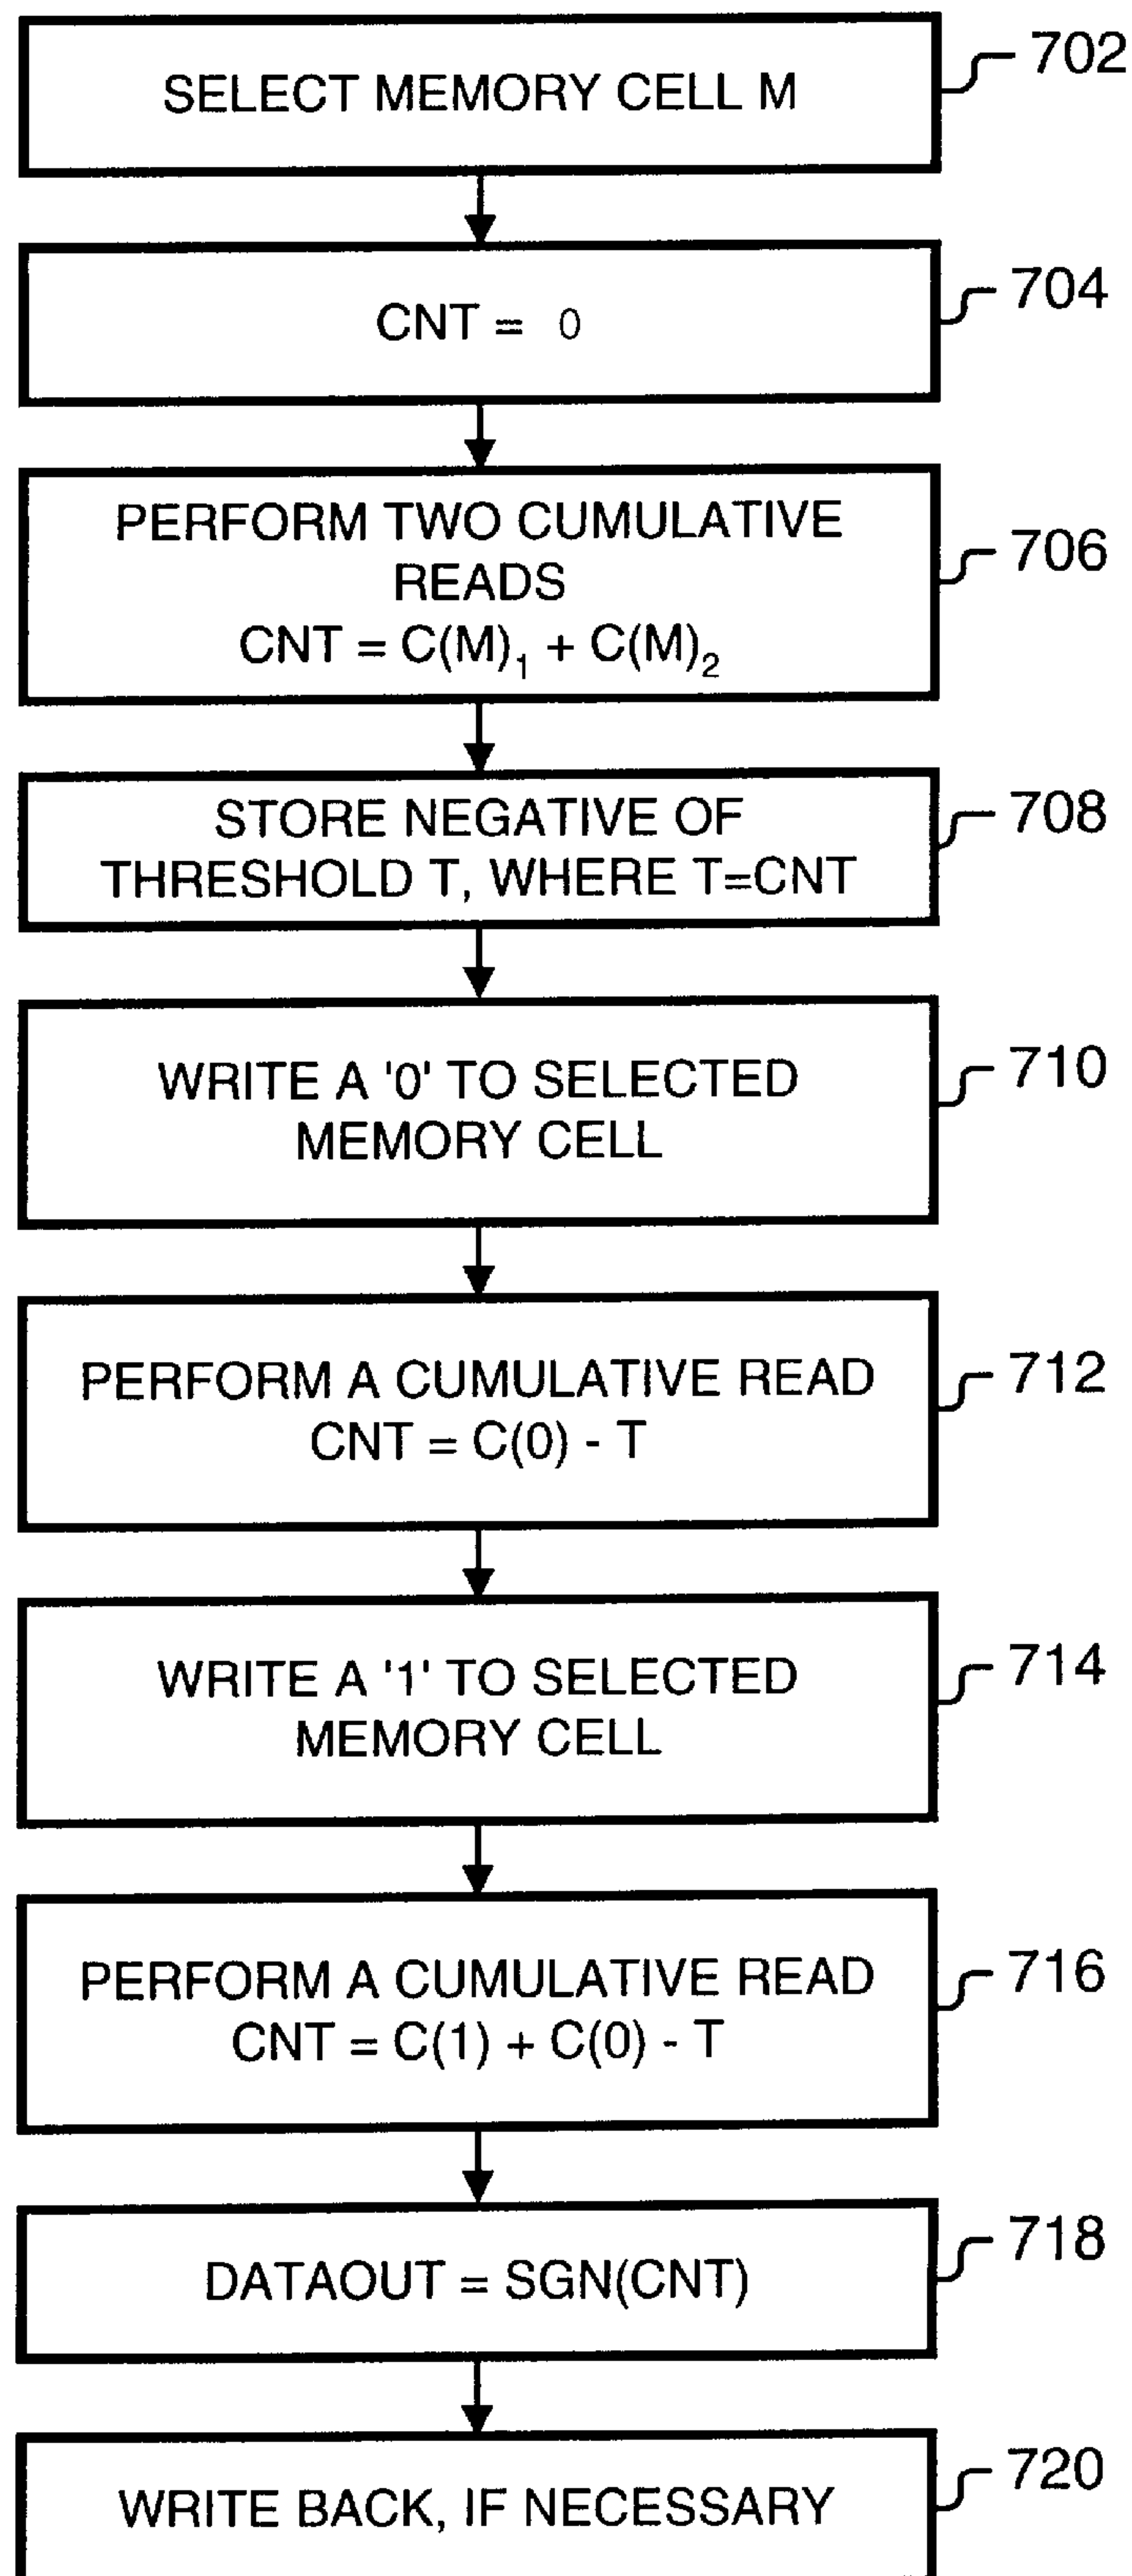 SELECT MEMORY CELL M
702
CNT = 0
704
PERFORM TWO CUMULATIVE
READS
CNT = C(M)₁ + C(M)₂
706
STORE NEGATIVE OF
THRESHOLD T, WHERE T=CNT
708
WRITE A '0' TO SELECTED
MEMORY CELL
710
PERFORM A CUMULATIVE READ
CNT = C(0) - T
712
WRITE A '1' TO SELECTED
MEMORY CELL
714
PERFORM A CUMULATIVE READ
CNT = C(1) + C(0) - T
716
DATAOUT = SGN(CNT)
718
WRITE BACK, IF NECESSARY
720